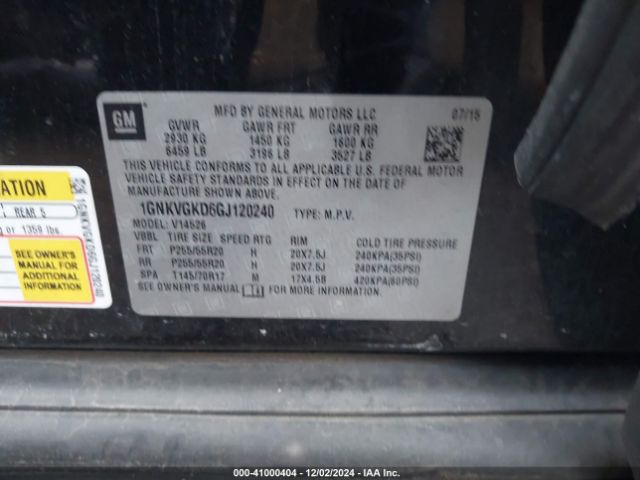 GM
MFD BY GENERAL MOTORS LLC 07/15
GVWR GAWR FRT GAWR RR
2930 KG 1450 KG 1600 KG
6459 LB 3196 LB 3527 LB
THIS VEHICLE CONFORMS TO ALL APPLICABLE U.S. FEDERAL MOTOR
VEHICLE SAFETY STANDARDS IN EFFECT ON THE DATE OF
MANUFACTURE SHOWN ABOVE.
1GNKVGKD6GJ120240 TYPE: M.P.V.
MODEL: V14526
VBBL TIRE SIZE SPEED RTG RIM COLD TIRE PRESSURE
FRT P255/55R20 H 20X7.5J 240KPA(35PSI)
RR P255/55R20 H 20X7.5J 240KPA(35PSI)
SPA T145/70R17 M 17X4.5B 420KPA(60PSI)
SEE OWNER'S MANUAL FOR MORE INFORMATION.
ATION
REAR 5
or 1359 lbs.
SEE OWNER'S
MANUAL FOR
ADDITIONAL
INFORMATION
1GNKVGKD6GJ120240
000-41000404 - 12/02/2024 - IAAI.COM